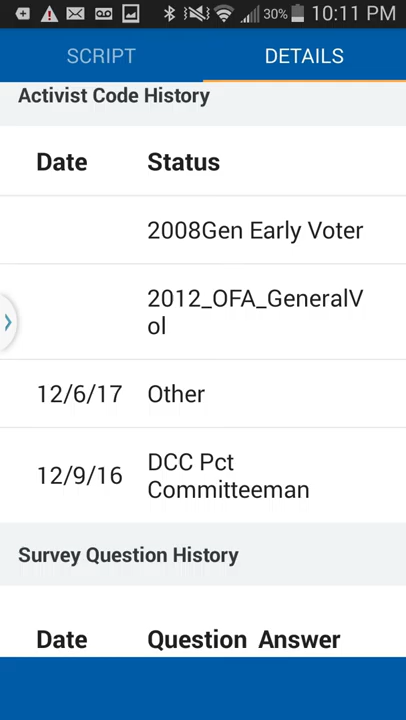 30% 10:11 PM
SCRIPT DETAILS
Activist Code History
Date Status
2008Gen Early Voter
2012_OFA_GeneralV
ol
12/6/17 Other
12/9/16 DCC Pct
Committeeman
Survey Question History
Date Question Answer